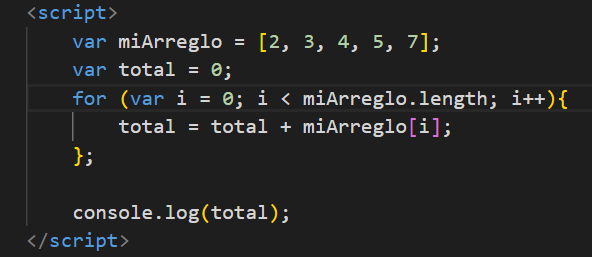 <script>
var miArreglo = [2, 3, 4, 5, 7];
var total = 0;
for (var i = 0; i < miArreglo.length; i++){
total = total + miArreglo[i];
};
console.log(total);
</script>